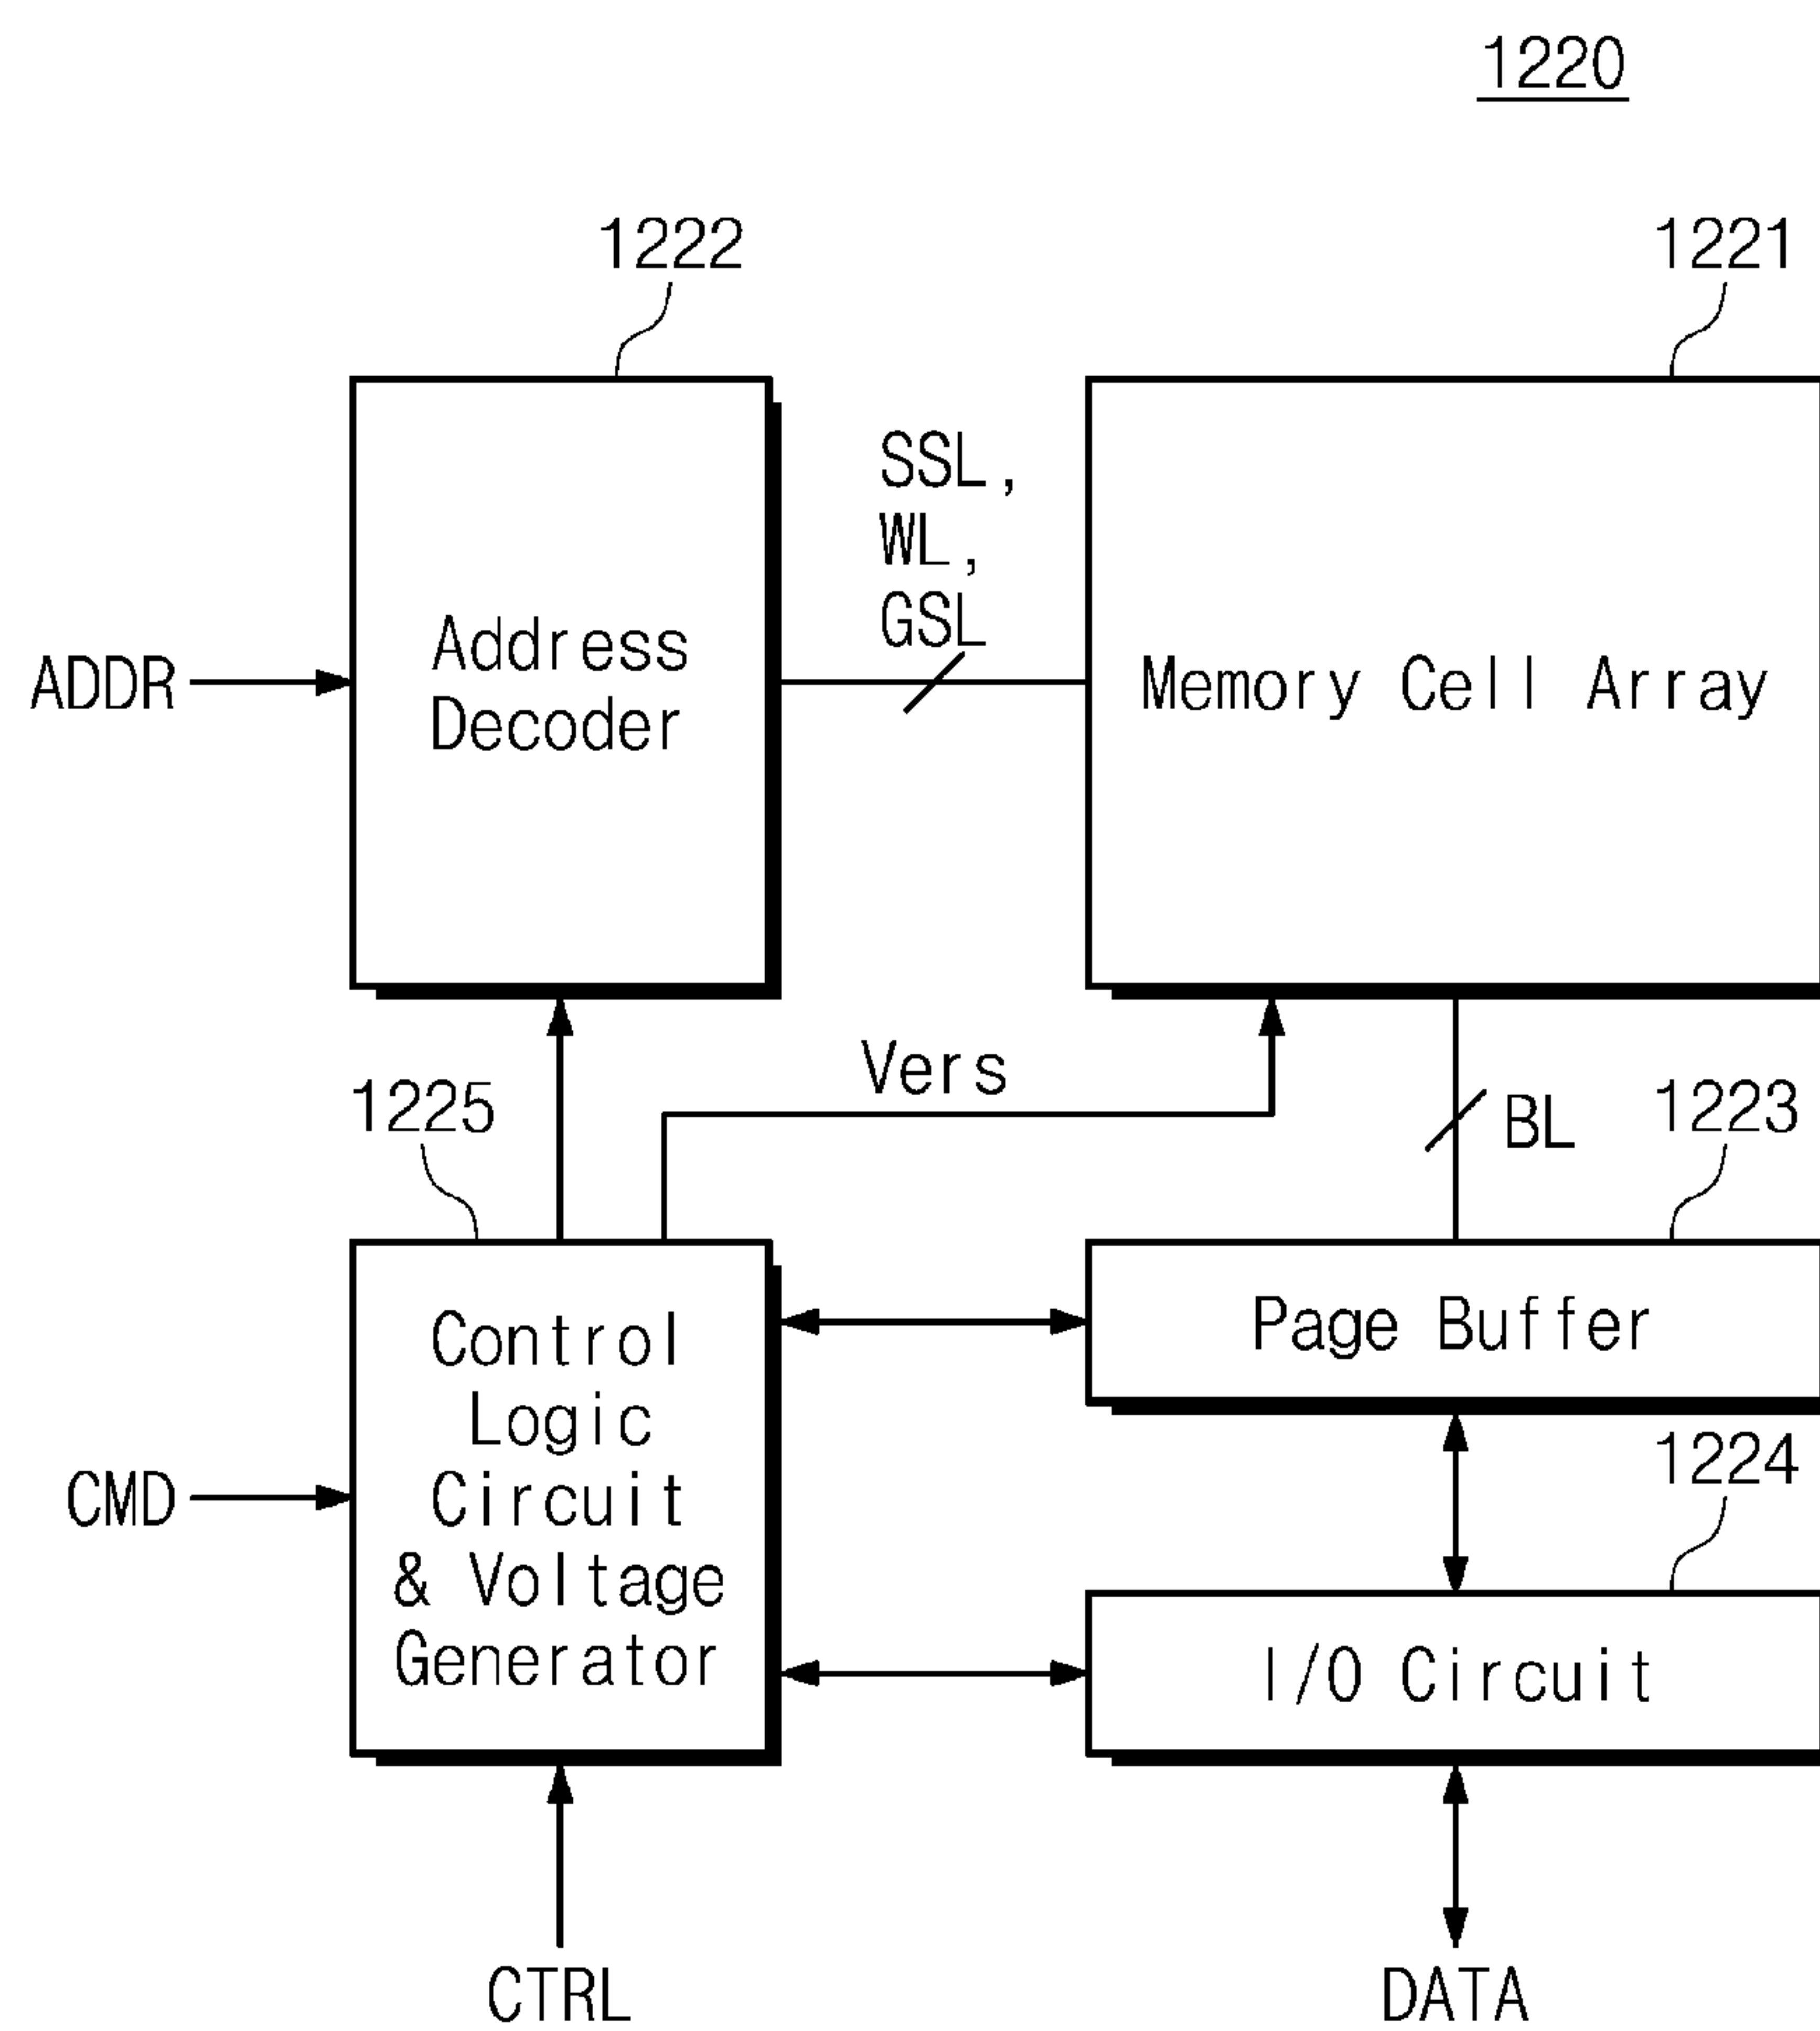 1220
1222
1221
SSL,
WL,
GSL
Address
Decoder
ADDR
Memory Cell Array
Vers
1225
BL
1223
Control
Logic
Circuit
& Voltage
Generator
Page Buffer
1224
CMD
I/O Circuit
CTRL
DATA